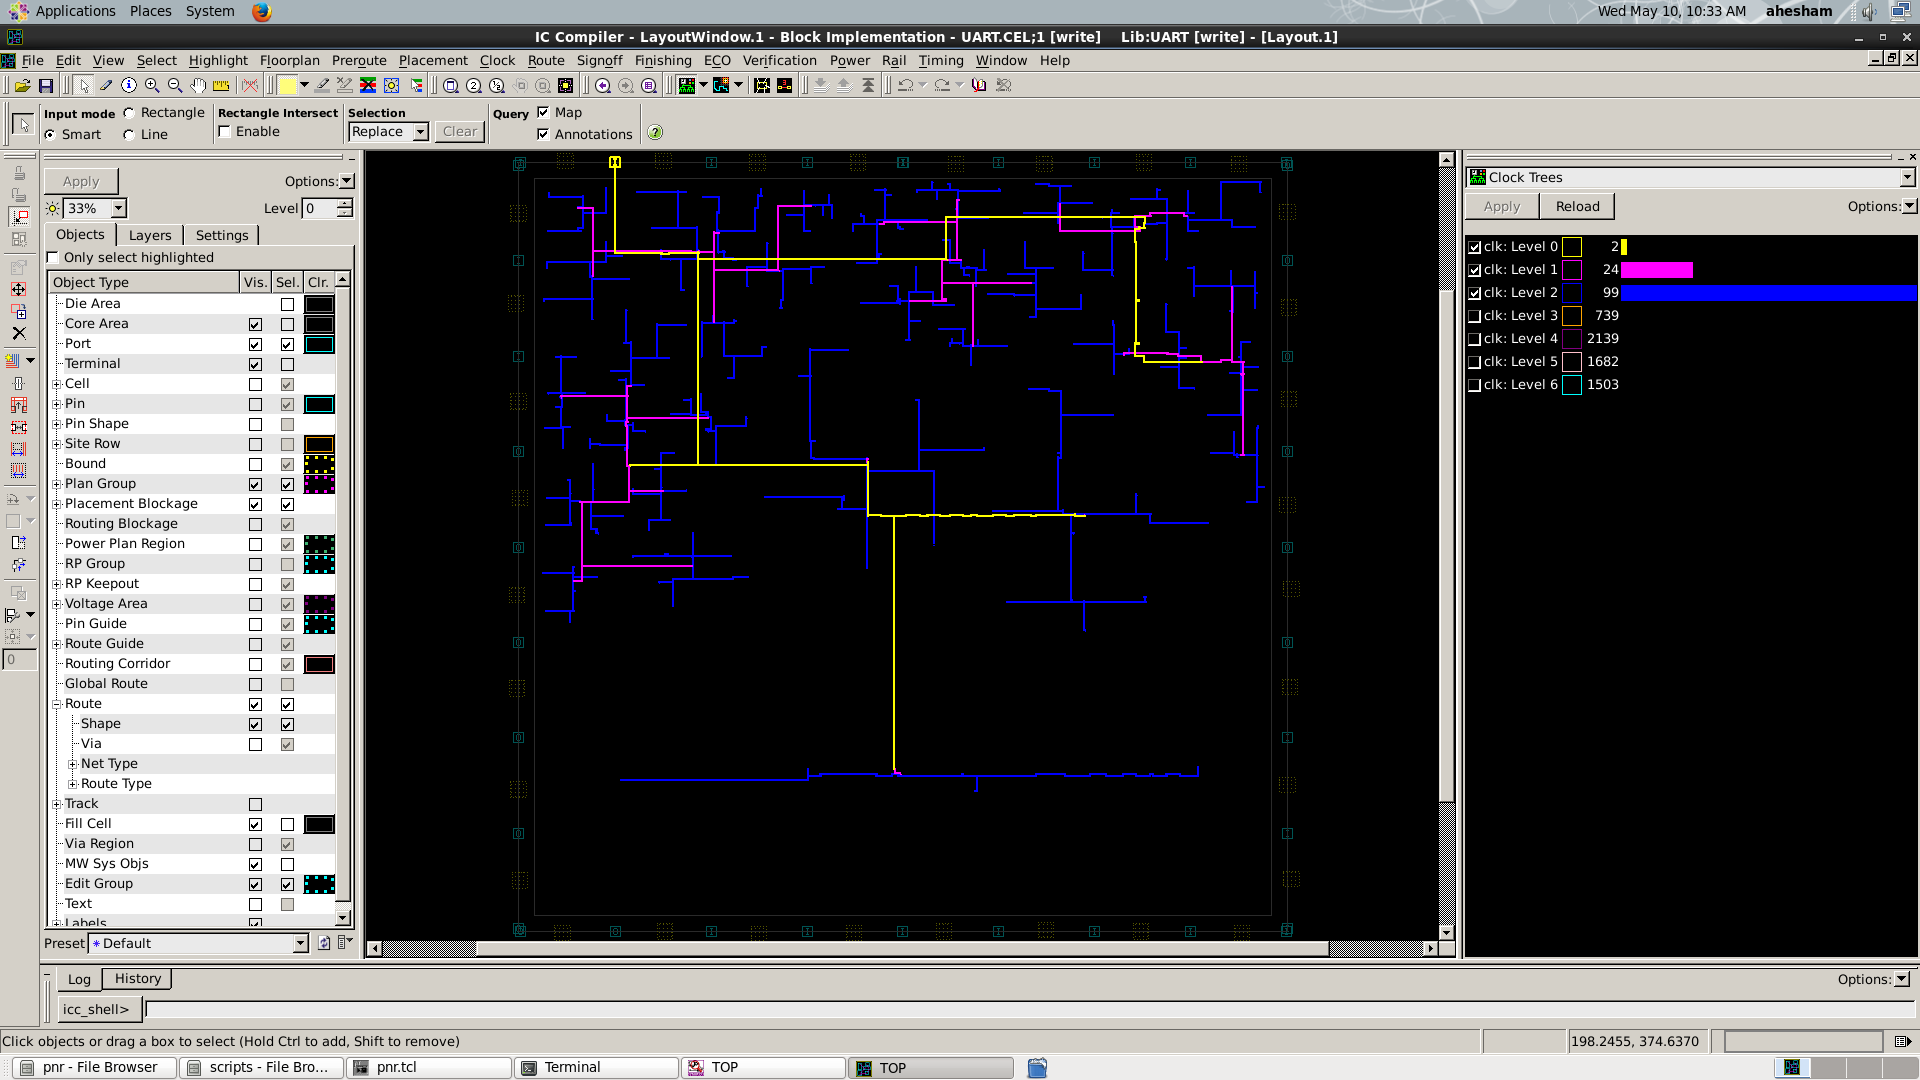 Applications Places System
Wed May 10, 10:33 AM ahesham
IC Compiler - LayoutWindow.1 - Block Implementation - UART.CEL;1 [write] Lib:UART [write] - [Layout.1]
File Edit View Select Highlight Floorplan Preroute Placement Clock Route Signoff Finishing ECO Verification Power Rail Timing Window Help
Input mode Rectangle Rectangle Intersect Selection Query Map
Smart Line Enable Replace Clear Annotations
Apply Options:
33% Level 0
Objects Layers Settings
Only select highlighted
Object Type Vis. Sel. Clr.
Die Area
Core Area
Port
Terminal
Cell
Pin
Pin Shape
Site Row
Bound
Plan Group
Placement Blockage
Routing Blockage
Power Plan Region
RP Group
RP Keepout
Voltage Area
Pin Guide
Route Guide
Routing Corridor
Global Route
Route
Shape
Via
Net Type
Route Type
Track
Fill Cell
Via Region
MW Sys Objs
Edit Group
Text
Labels
Preset * Default
0
Clock Trees
Apply Reload Options:
clk: Level 0 2
clk: Level 1 24
clk: Level 2 99
clk: Level 3 739
clk: Level 4 2139
clk: Level 5 1682
clk: Level 6 1503
Log History Options:
icc_shell>
Click objects or drag a box to select (Hold Ctrl to add, Shift to remove) 198.2455, 374.6370
pnr - File Browser scripts - File Bro... pnr.tcl Terminal TOP TOP